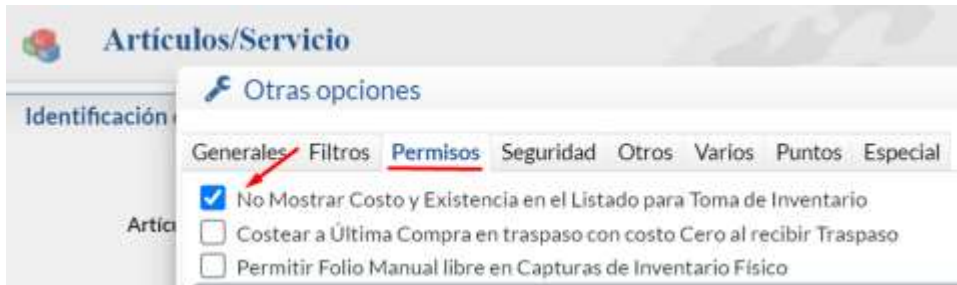 Artículos/Servicio
Otras opciones
Identificación
Generales Filtros Permisos Seguridad Otros Varios Puntos Especial
No Mostrar Costo y Existencia en el Listado para Toma de Inventario
Costear a Última Compra en traspaso con costo Cero al recibir Traspaso
Permitir Folio Manual libre en Capturas de Inventario Físico